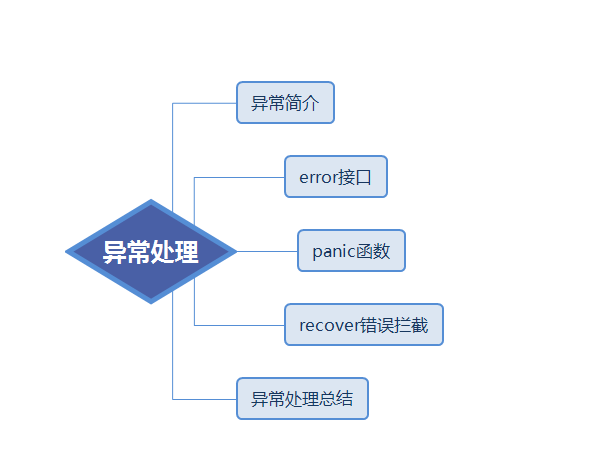 异常简介
error接口
异常处理
panic函数
recover错误拦截
异常处理总结